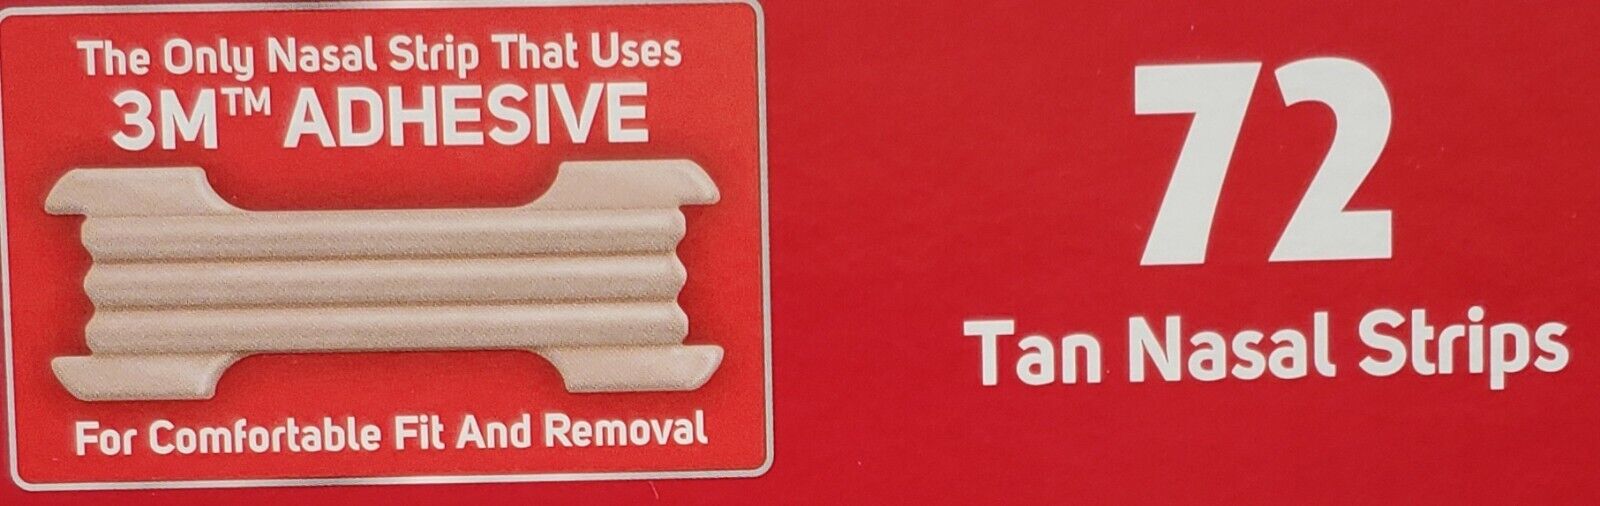 The Only Nasal Strip That Uses
3M™ ADHESIVE
For Comfortable Fit And Removal
72
Tan Nasal Strips